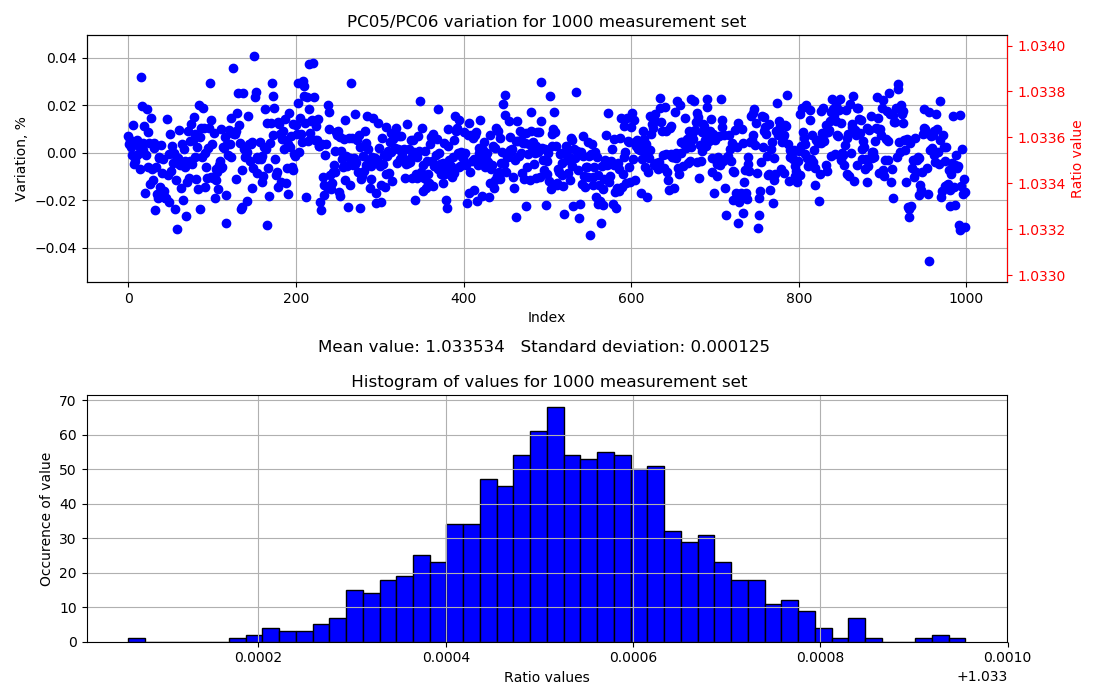 PC05/PC06 variation for 1000 measurement set
0.04
0.02
0.00
−0.02
−0.04
Variation, %
1.0340
1.0338
1.0336
1.0334
1.0332
1.0330
Ratio value
0 200 400 600 800 1000
Index
Mean value: 1.033534 Standard deviation: 0.000125
Histogram of values for 1000 measurement set
70
60
50
40
30
20
10
0
Occurence of value
0.0002 0.0004 0.0006 0.0008 0.0010
+1.033
Ratio values